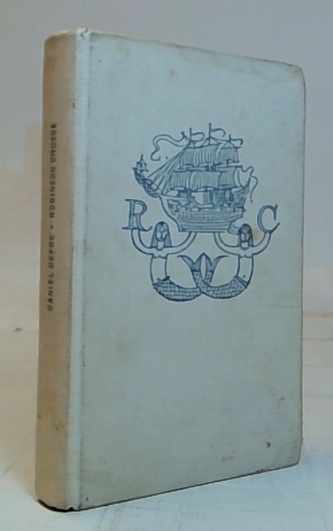 DANIEL DEFOE • ROBINSON CRUSOE
R C